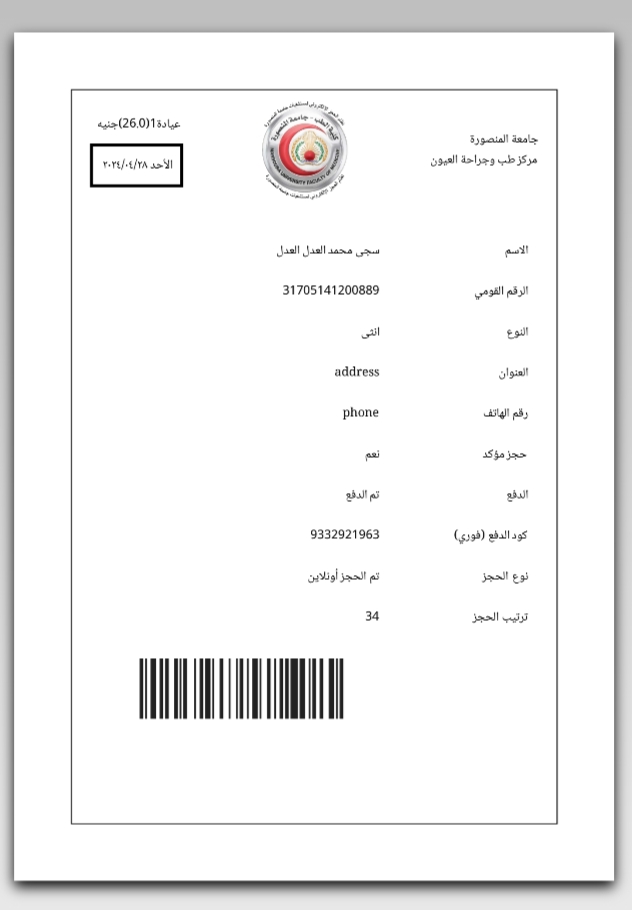 جامعة المنصورة
مركز طب وجراحة العيون
عيادة1(26.0)جنيه
الأحد ٢٠٢٤/٠٤/٢٨
كلية الطب - جامعة المنصورة
MANSOURA UNIVERSITY FACULTY OF MEDICINE
الاسم سجى محمد العدل العدل
الرقم القومي 31705141200889
النوع انثى
العنوان address
رقم الهاتف phone
حجز مؤكد نعم
الدفع تم الدفع
كود الدفع (فوري) 9332921963
نوع الحجز تم الحجز أونلاين
ترتيب الحجز 34